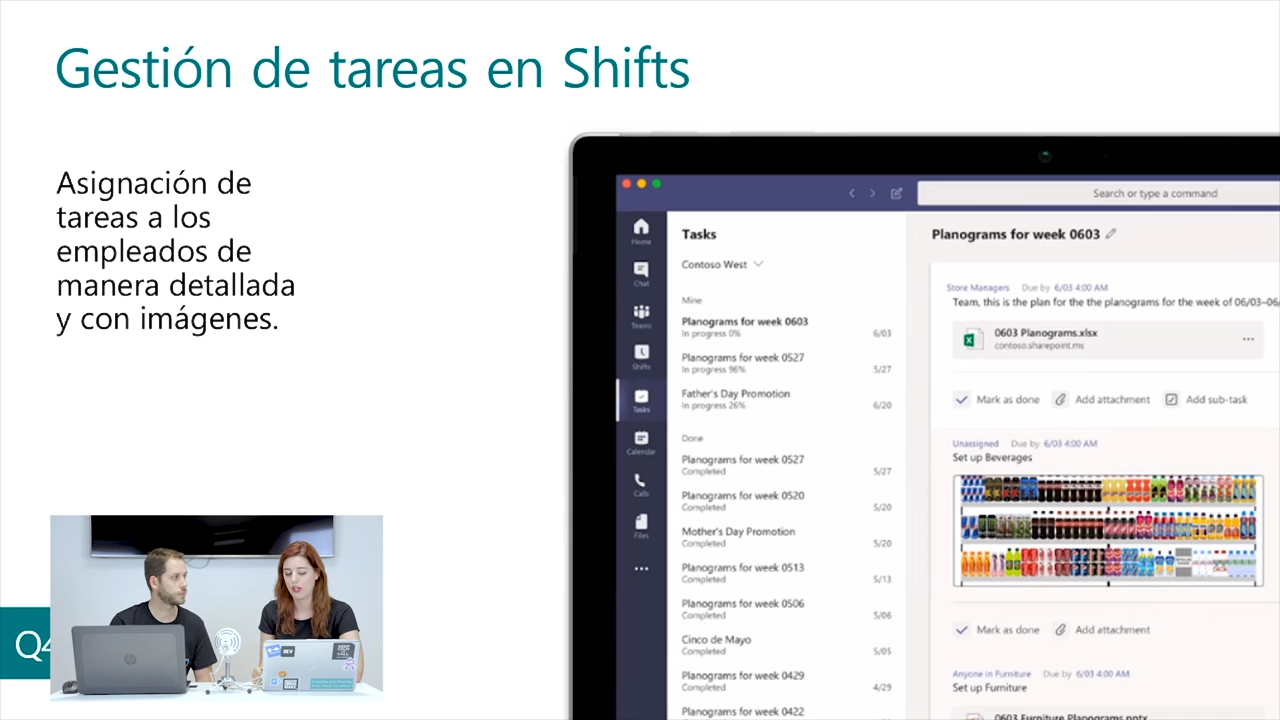 Gestión de tareas en Shifts
Asignación de
tareas a los
empleados de
manera detallada
y con imágenes.
Q4
Search or type a command
Home
Chat
Teams
Shifts
Tasks
Calendar
Calls
Files
Tasks
Contoso West
Mine
Planograms for week 0603
In progress 0%
6/03
Planograms for week 0527
In progress 96%
5/27
Father's Day Promotion
In progress 26%
6/20
Done
Planograms for week 0527
Completed
5/27
Planograms for week 0520
Completed
5/20
Mother's Day Promotion
Completed
5/20
Planograms for week 0513
Completed
5/13
Planograms for week 0506
Completed
5/06
Cinco de Mayo
Completed
5/05
Planograms for week 0429
Completed
4/29
Planograms for week 0422
Planograms for week 0603
Store Managers Due by 6/03 4:00 AM
Team, this is the plan for the the planograms for the week of 06/03–06/
0603 Planograms.xlsx
contoso.sharepoint.ms
Mark as done Add attachment Add sub-task
Unassigned Due by 6/03 4:00 AM
Set up Beverages
Mark as done Add attachment
Anyone in Furniture Due by 6/03 4:00 AM
Set up Furniture
0603 Furniture Planograms.pptx